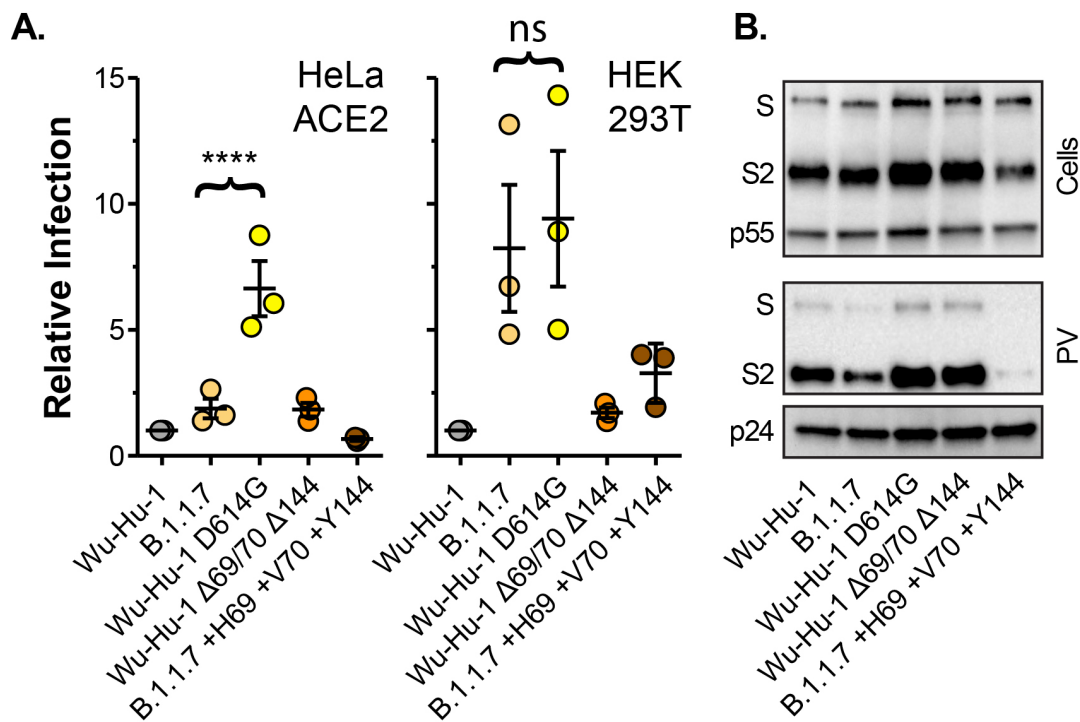 A.
HeLa
ACE2
ns
HEK
293T
Relative Infection
15
10
5
0
****
Wu-Hu-1
B.1.1.7
Wu-Hu-1 D614G
Wu-Hu-1 Δ69/70 Δ144
B.1.1.7 +H69 +V70 +Y144
Wu-Hu-1
B.1.1.7
Wu-Hu-1 D614G
Wu-Hu-1 Δ69/70 Δ144
B.1.1.7 +H69 +V70 +Y144
B.
S
S2
p55
Cells
S
S2
PV
p24
Wu-Hu-1
B.1.1.7
Wu-Hu-1 D614G
Wu-Hu-1 Δ69/70 Δ144
B.1.1.7 +H69 +V70 +Y144